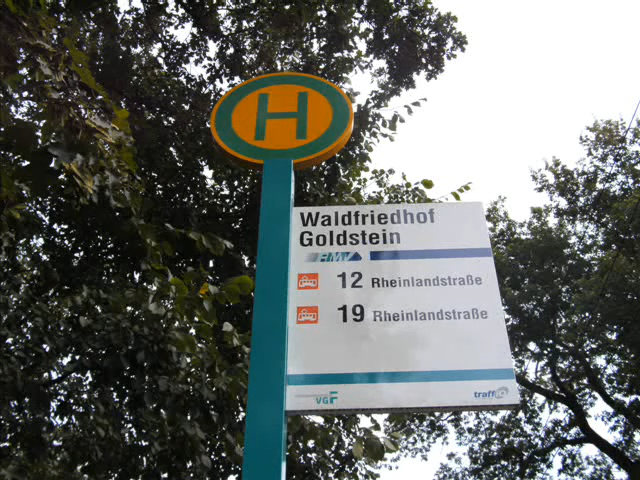 H
Waldfriedhof
Goldstein
RMV
12 Rheinlandstraße
19 Rheinlandstraße
VGF traffiQ